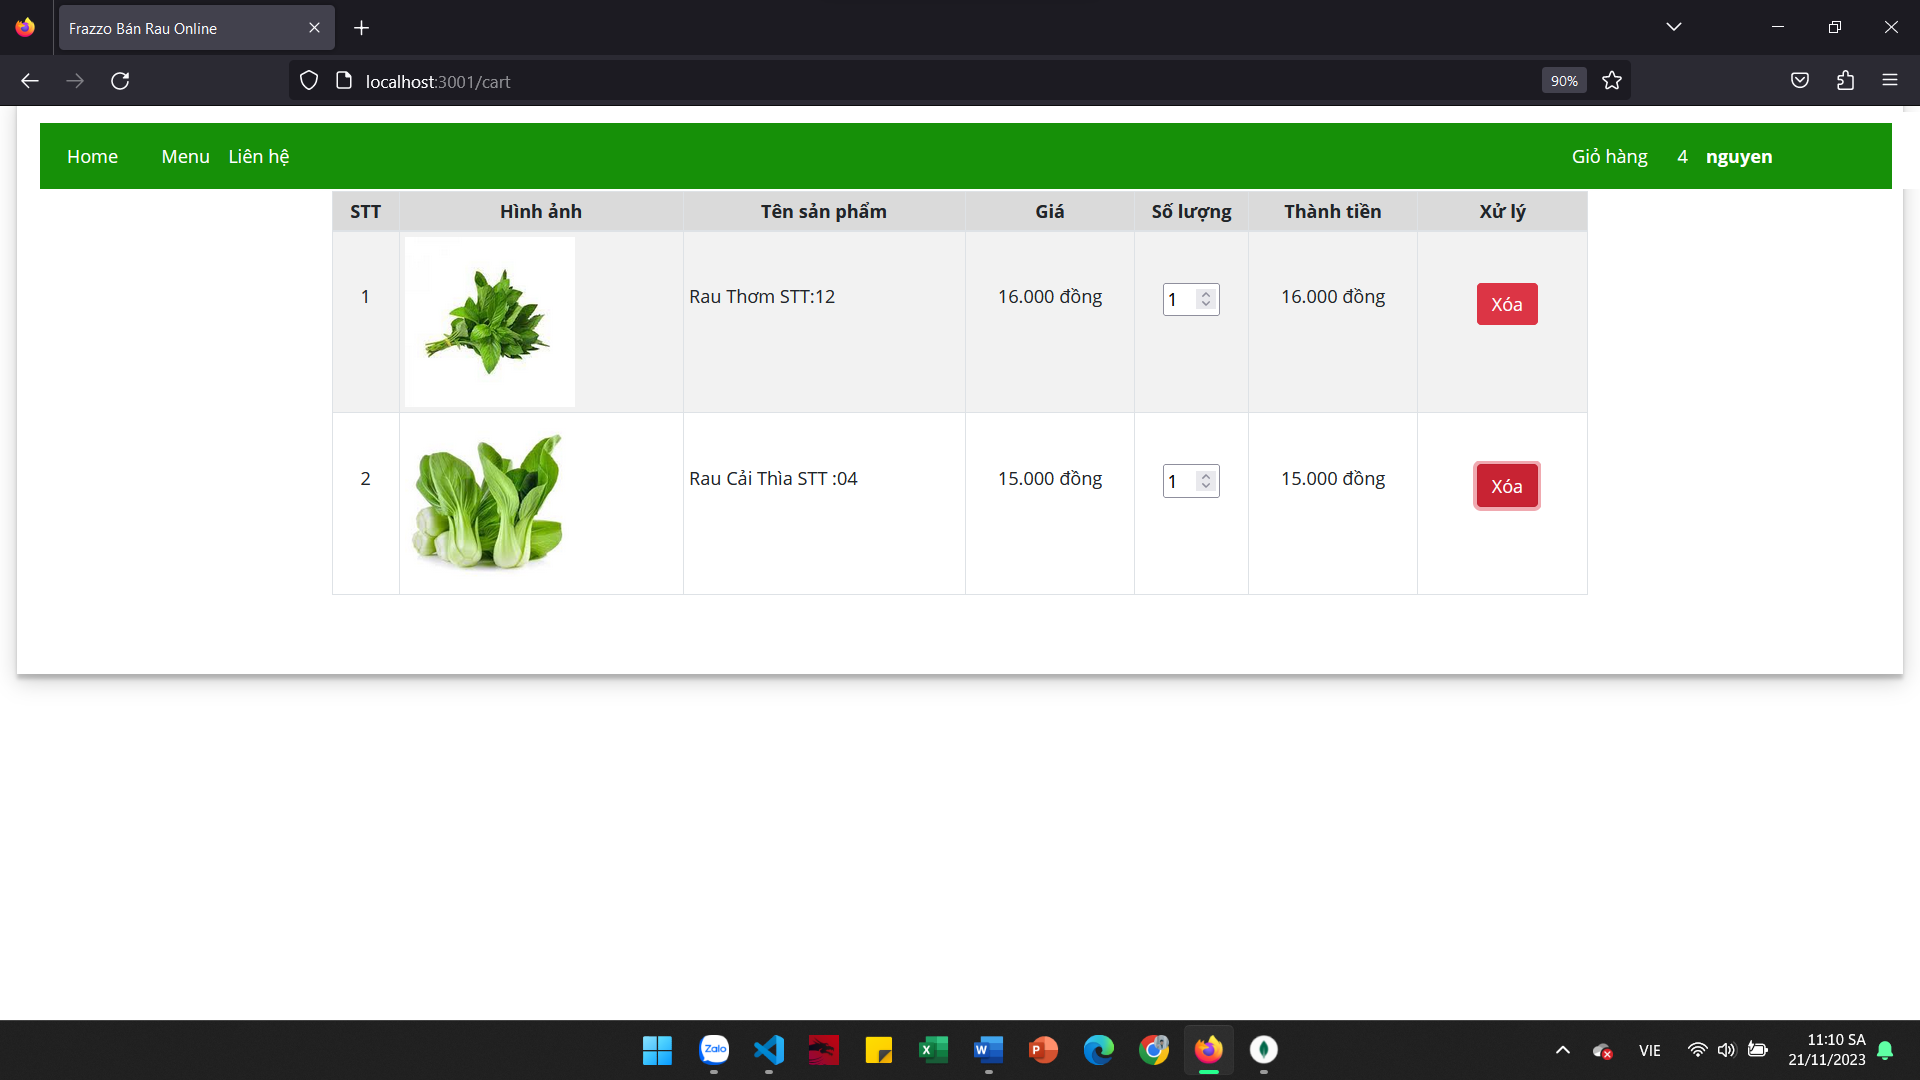 Frazzo Bán Rau Online
localhost:3001/cart
90%
Home Menu Liên hệ Giỏ hàng 4 nguyen
STT Hình ảnh Tên sản phẩm Giá Số lượng Thành tiền Xử lý
1 Rau Thơm STT:12 16.000 đồng 1 16.000 đồng Xóa
2 Rau Cải Thìa STT :04 15.000 đồng 1 15.000 đồng Xóa
Zalo
VIE
11:10 SA
21/11/2023